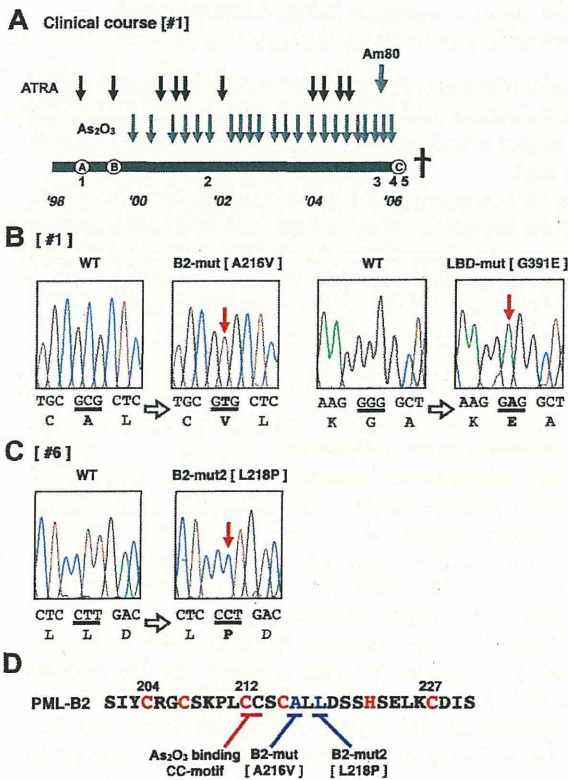 A Clinical course [#1]
Am80
ATRA
As2O3
A B C
1 2 3 4 5
'98 '00 '02 '04 '06
B [ #1 ]
WT B2-mut [ A216V ] WT LBD-mut [ G391E ]
TGC GCG CTC TGC GTG CTC AAG GGG GCT AAG GAG GCT
C A L C V L K G A K E A
C [ #6 ]
WT B2-mut2 [ L218P ]
CTC CTT GAC CTC CCT GAC
L L D L P D
D
204 212 227
PML-B2 SIYCRGCSKPLCCSCALLDSSHSELKCDIS
As2O3 binding B2-mut B2-mut2
CC-motif [ A216V ] [ L218P ]